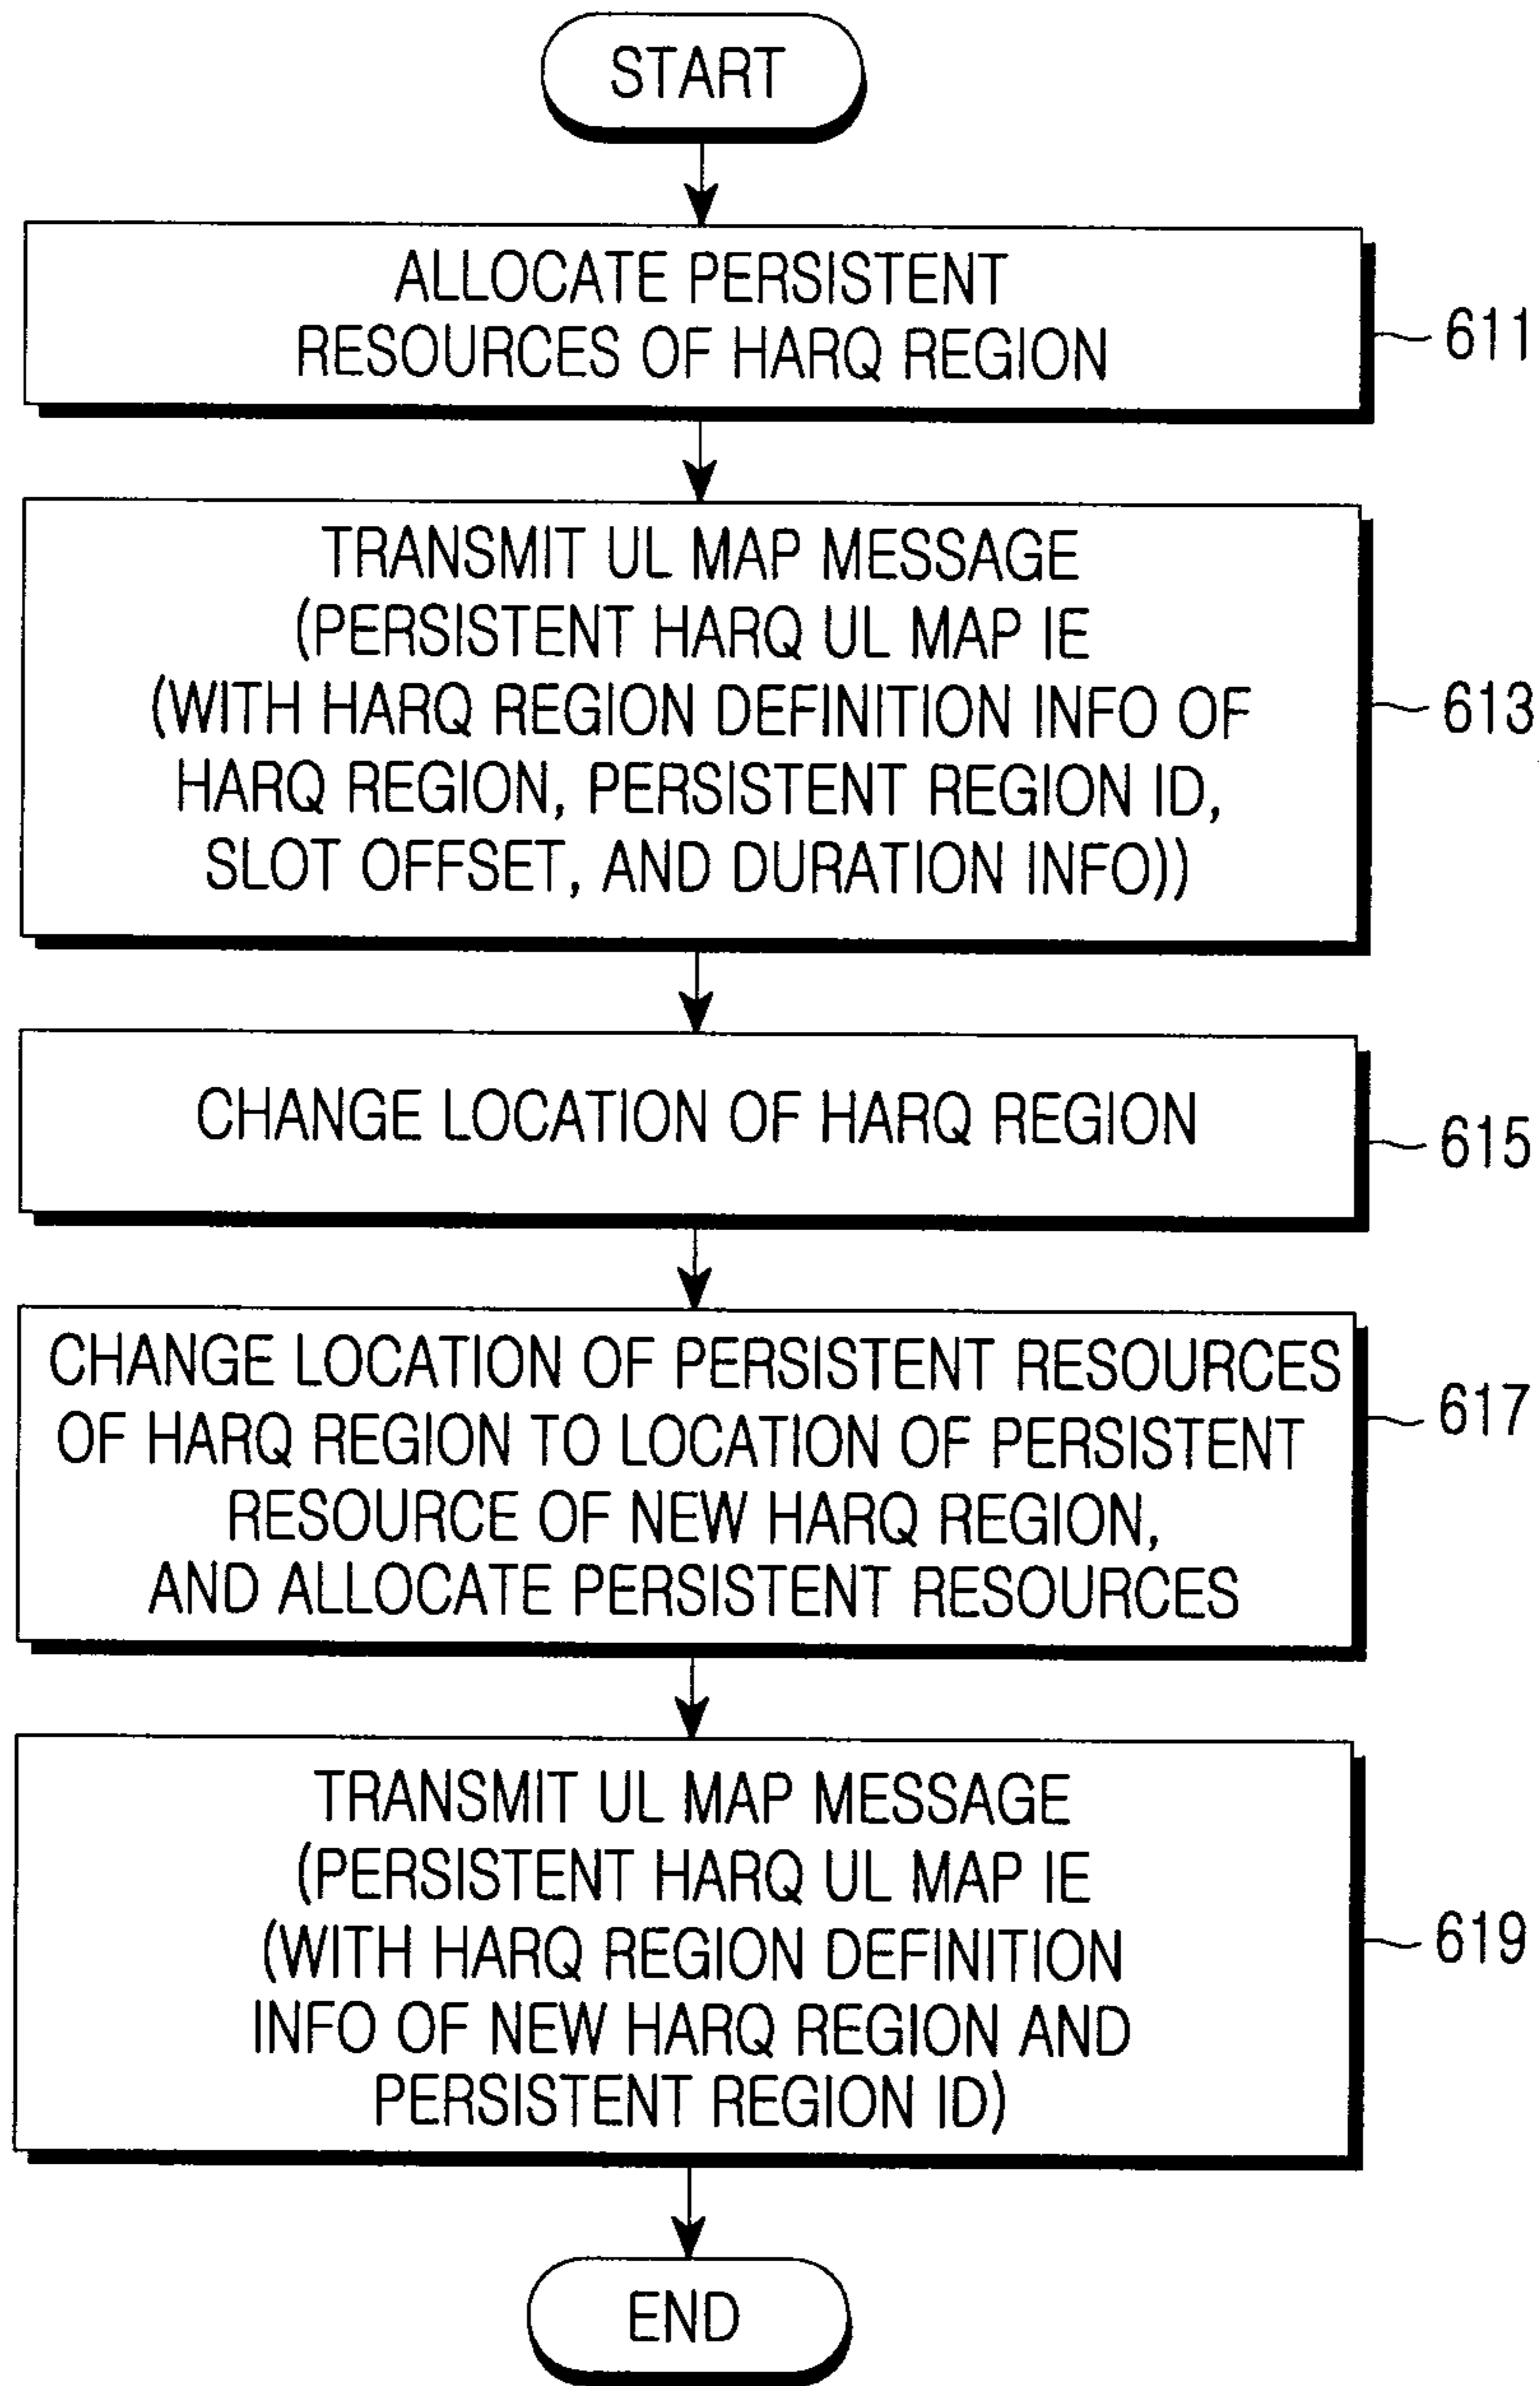 START
ALLOCATE PERSISTENT
RESOURCES OF HARQ REGION
611
TRANSMIT UL MAP MESSAGE
(PERSISTENT HARQ UL MAP IE
(WITH HARQ REGION DEFINITION INFO OF
HARQ REGION, PERSISTENT REGION ID,
SLOT OFFSET, AND DURATION INFO))
613
CHANGE LOCATION OF HARQ REGION
615
CHANGE LOCATION OF PERSISTENT RESOURCES
OF HARQ REGION TO LOCATION OF PERSISTENT
RESOURCE OF NEW HARQ REGION,
AND ALLOCATE PERSISTENT RESOURCES
617
TRANSMIT UL MAP MESSAGE
(PERSISTENT HARQ UL MAP IE
(WITH HARQ REGION DEFINITION
INFO OF NEW HARQ REGION AND
PERSISTENT REGION ID)
619
END